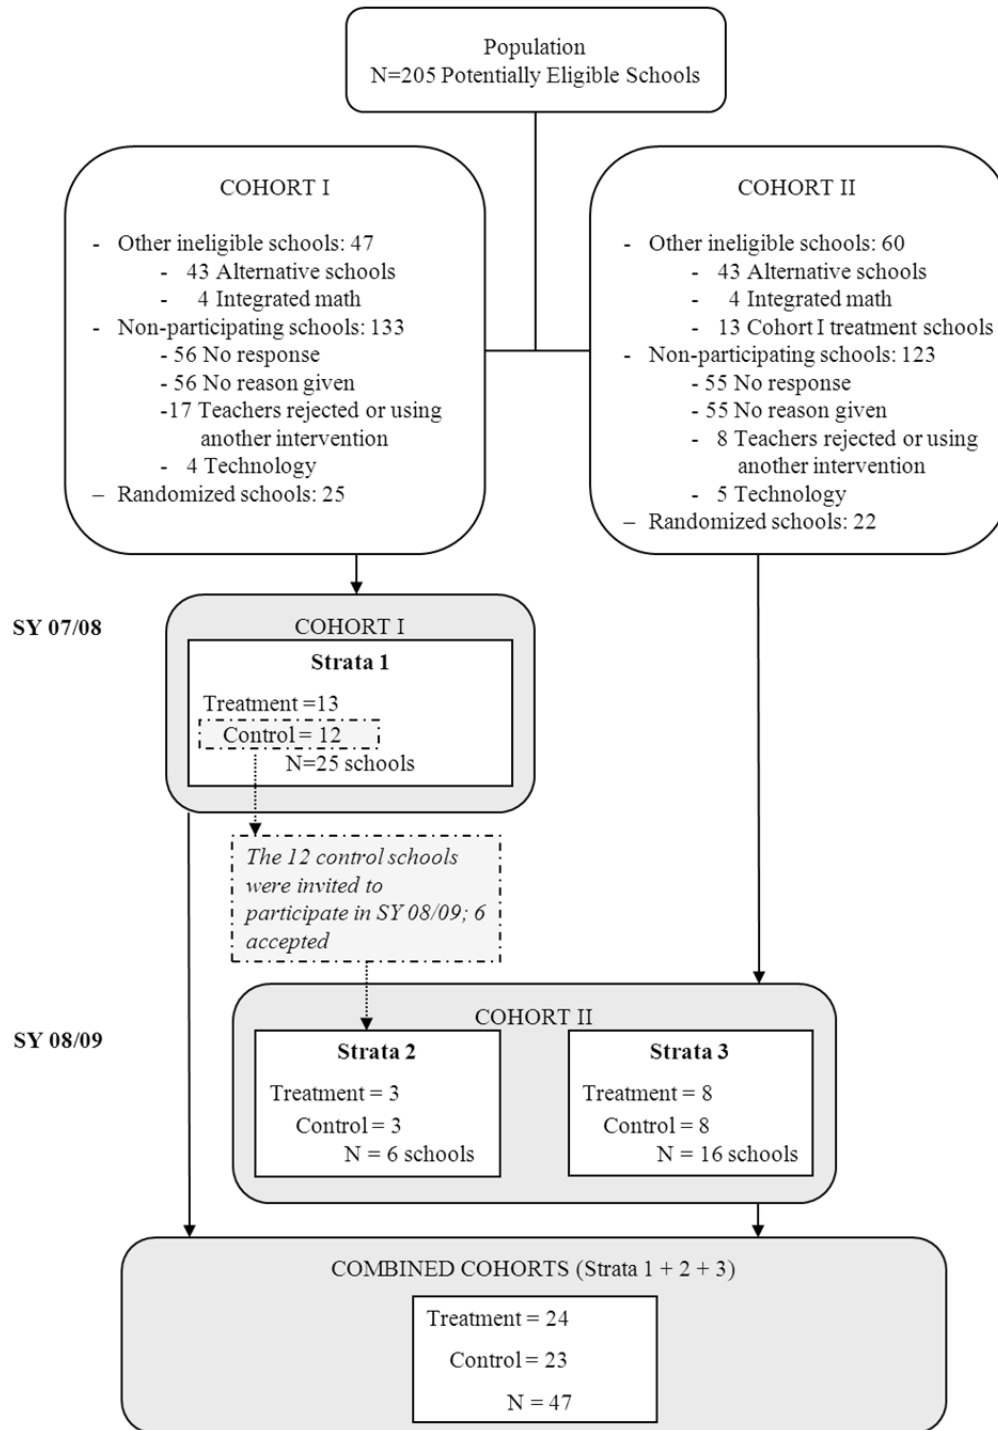 Population
N=205 Potentially Eligible Schools
COHORT I
- Other ineligible schools: 47
- 43 Alternative schools
- 4 Integrated math
- Non-participating schools: 133
- 56 No response
- 56 No reason given
-17 Teachers rejected or using
another intervention
- 4 Technology
– Randomized schools: 25
COHORT II
- Other ineligible schools: 60
- 43 Alternative schools
- 4 Integrated math
- 13 Cohort I treatment schools
- Non-participating schools: 123
- 55 No response
- 55 No reason given
- 8 Teachers rejected or using
another intervention
- 5 Technology
– Randomized schools: 22
SY 07/08
COHORT I
Strata 1
Treatment =13
Control = 12
N=25 schools
The 12 control schools
were invited to
participate in SY 08/09; 6
accepted
SY 08/09
COHORT II
Strata 2
Treatment = 3
Control = 3
N = 6 schools
Strata 3
Treatment = 8
Control = 8
N = 16 schools
COMBINED COHORTS (Strata 1 + 2 + 3)
Treatment = 24
Control = 23
N = 47